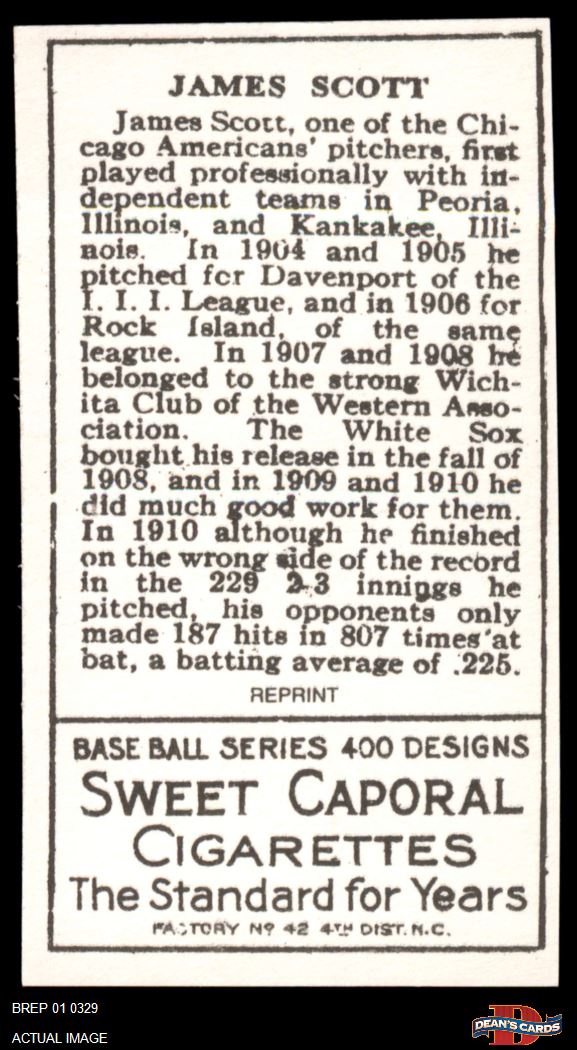 JAMES SCOTT
James Scott, one of the Chi-
cago Americans' pitchers, first
played professionally with in-
dependent teams in Peoria,
Illinois, and Kankakee, Illi-
nois. In 1904 and 1905 he
pitched for Davenport of the
I. I. I. League, and in 1906 for
Rock Island, of the same
league. In 1907 and 1908 he
belonged to the strong Wich-
ita Club of the Western Asso-
ciation. The White Sox
bought his release in the fall of
1908, and in 1909 and 1910 he
did much good work for them.
In 1910 although he finished
on the wrong side of the record
in the 229 2-3 innings he
pitched, his opponents only
made 187 hits in 807 times at
bat, a batting average of .225.
REPRINT
BASE BALL SERIES 400 DESIGNS
SWEET CAPORAL
CIGARETTES
The Standard for Years
FACTORY Nº 42 4TH DIST. N.C.
BREP 01 0329
ACTUAL IMAGE
D
DEAN'S CARDS